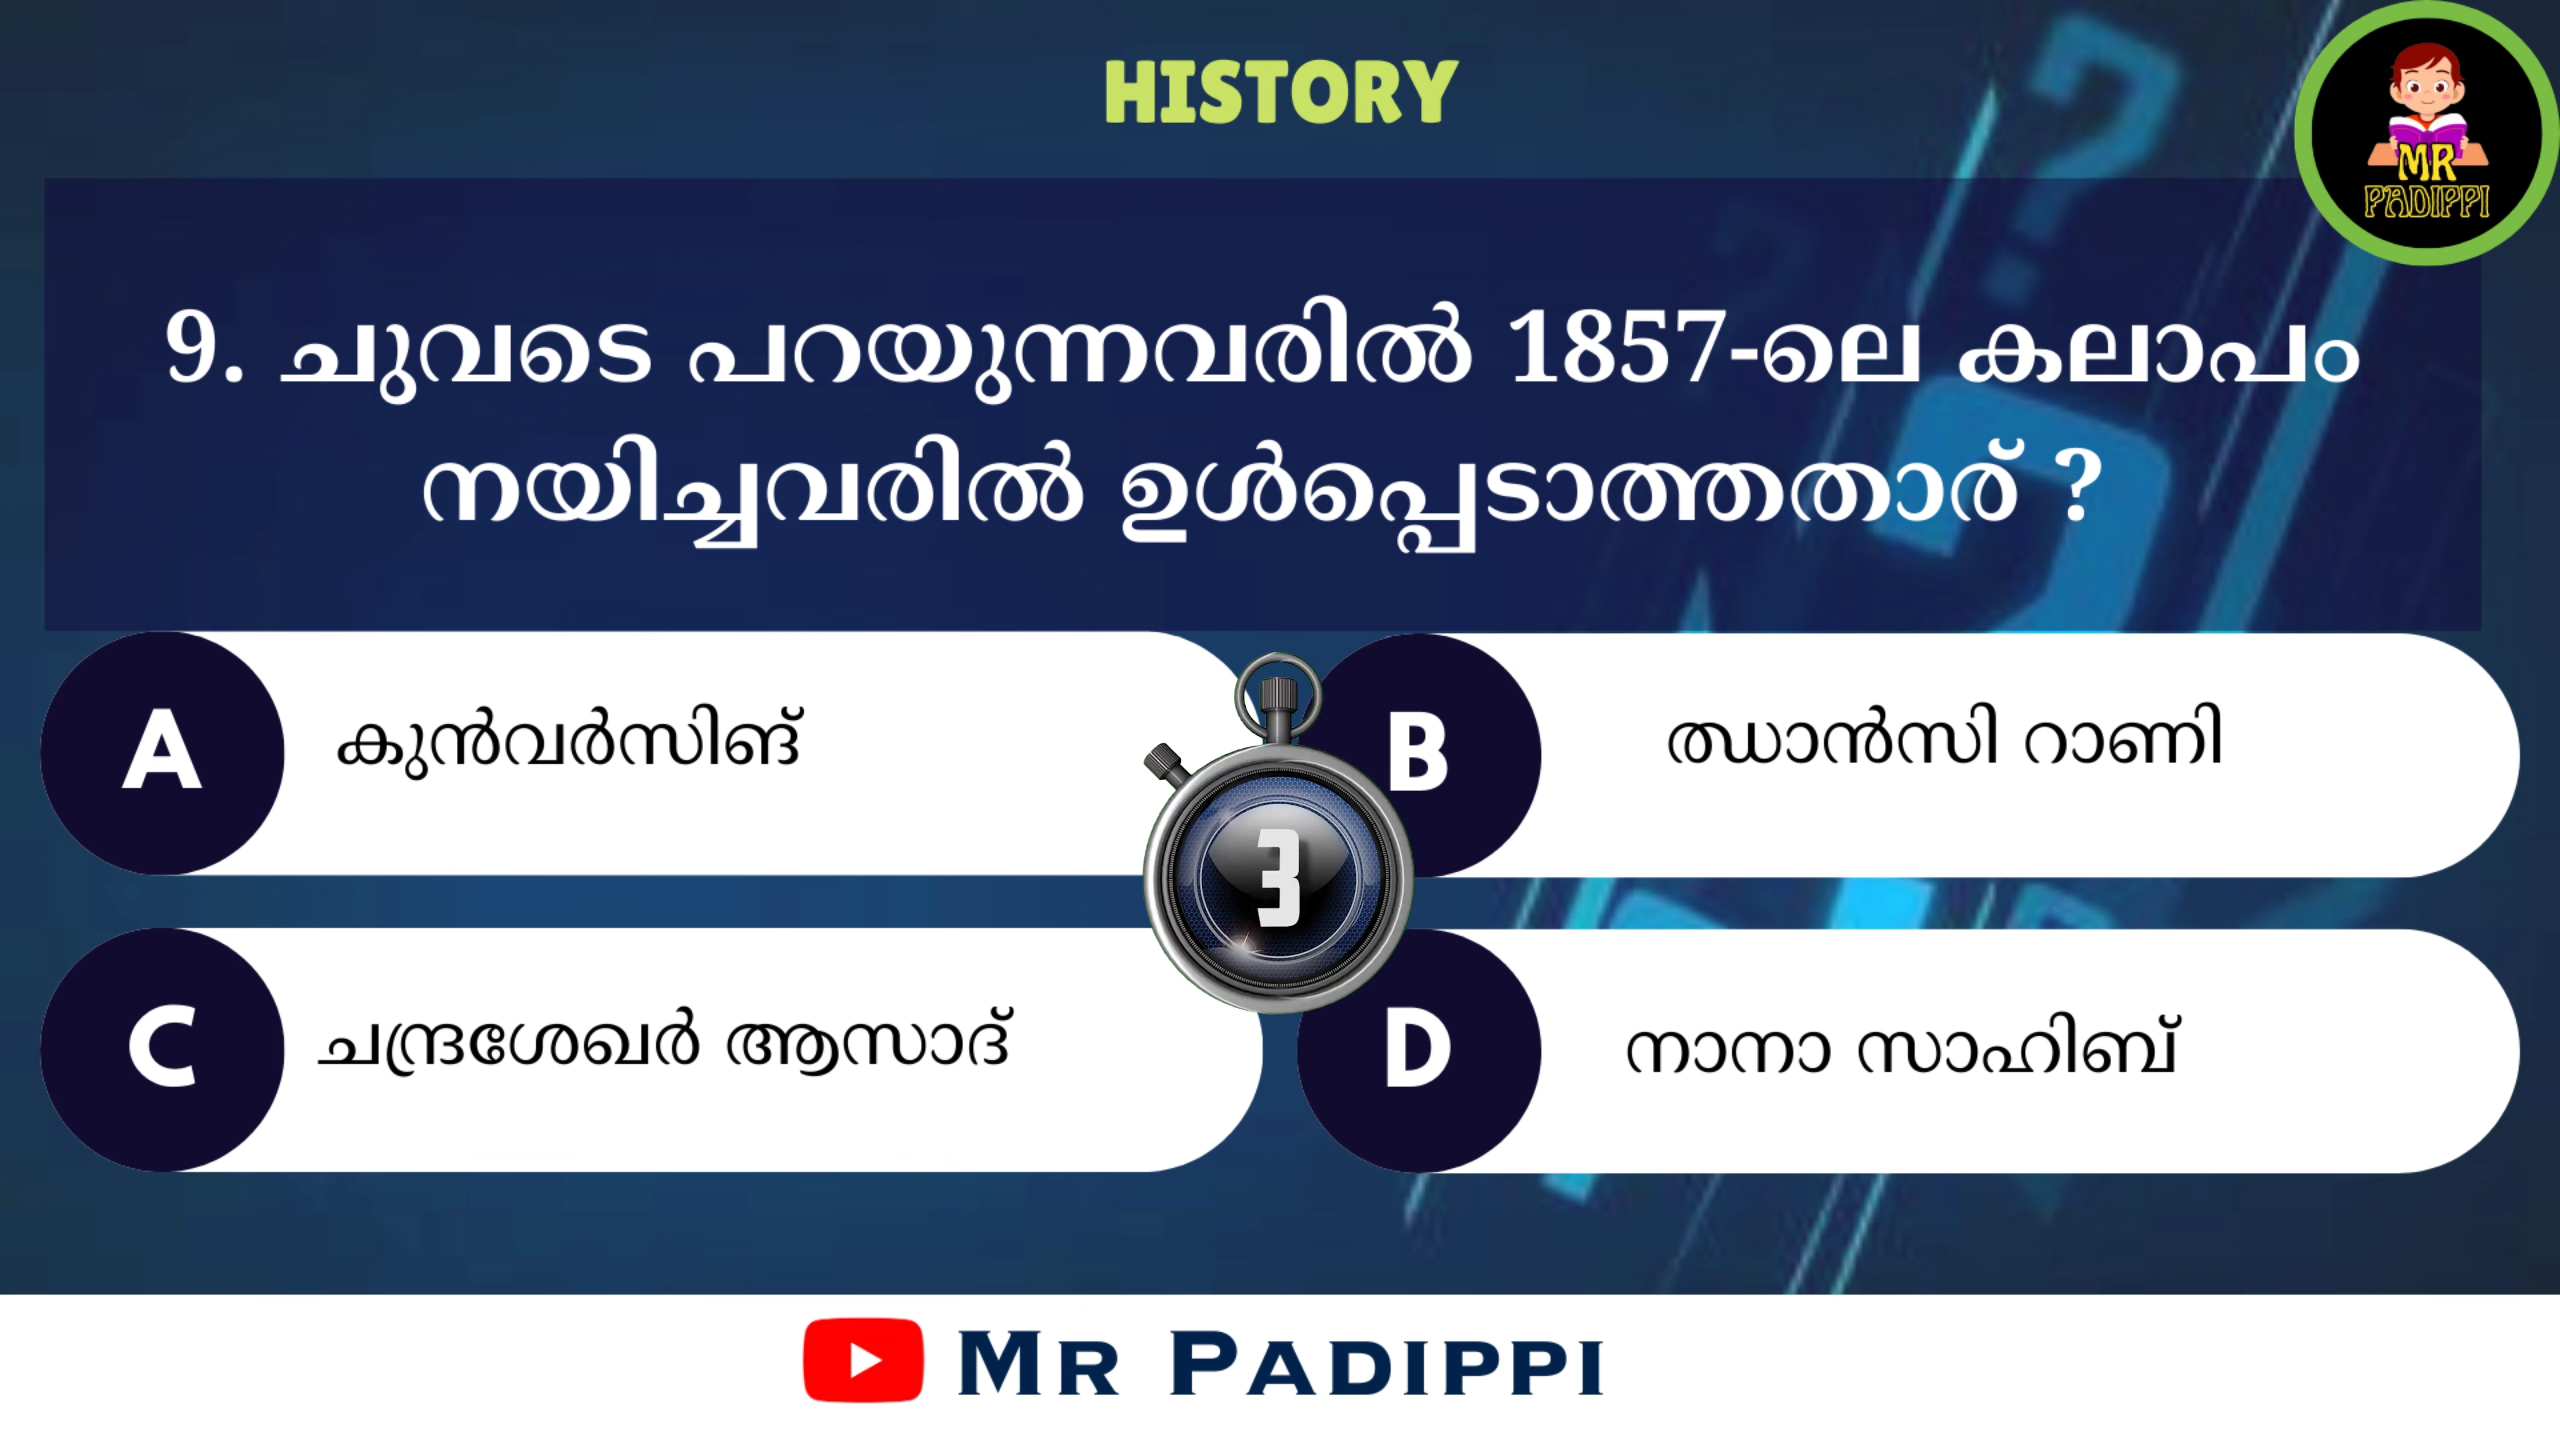 HISTORY
MR
PADIPPI
9. ചുവടെ പറയുന്നവരിൽ 1857-ലെ കലാപം
നയിച്ചവരിൽ ഉൾപ്പെടാത്തതാര് ?
A കുൻവർസിങ്
B ഝാൻസി റാണി
3
C ചന്ദ്രശേഖർ ആസാദ്
D നാനാ സാഹിബ്
MR PADIPPI